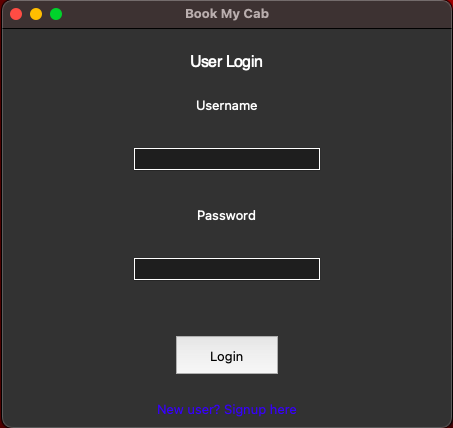 Book My Cab
User Login
Username
Password
Login
New user? Signup here